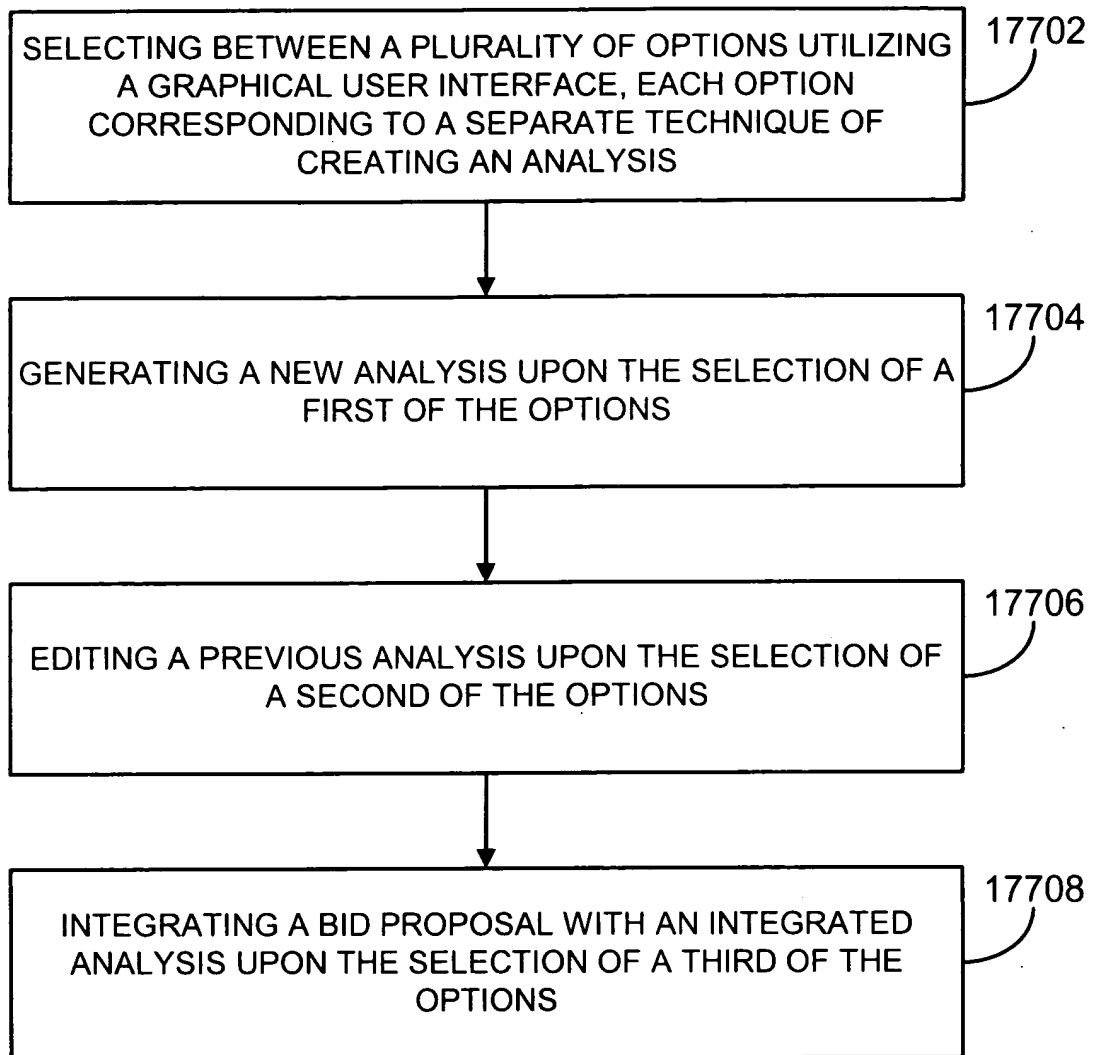 SELECTING BETWEEN A PLURALITY OF OPTIONS UTILIZING
A GRAPHICAL USER INTERFACE, EACH OPTION
CORRESPONDING TO A SEPARATE TECHNIQUE OF
CREATING AN ANALYSIS
17702
GENERATING A NEW ANALYSIS UPON THE SELECTION OF A
FIRST OF THE OPTIONS
17704
EDITING A PREVIOUS ANALYSIS UPON THE SELECTION OF
A SECOND OF THE OPTIONS
17706
INTEGRATING A BID PROPOSAL WITH AN INTEGRATED
ANALYSIS UPON THE SELECTION OF A THIRD OF THE
OPTIONS
17708